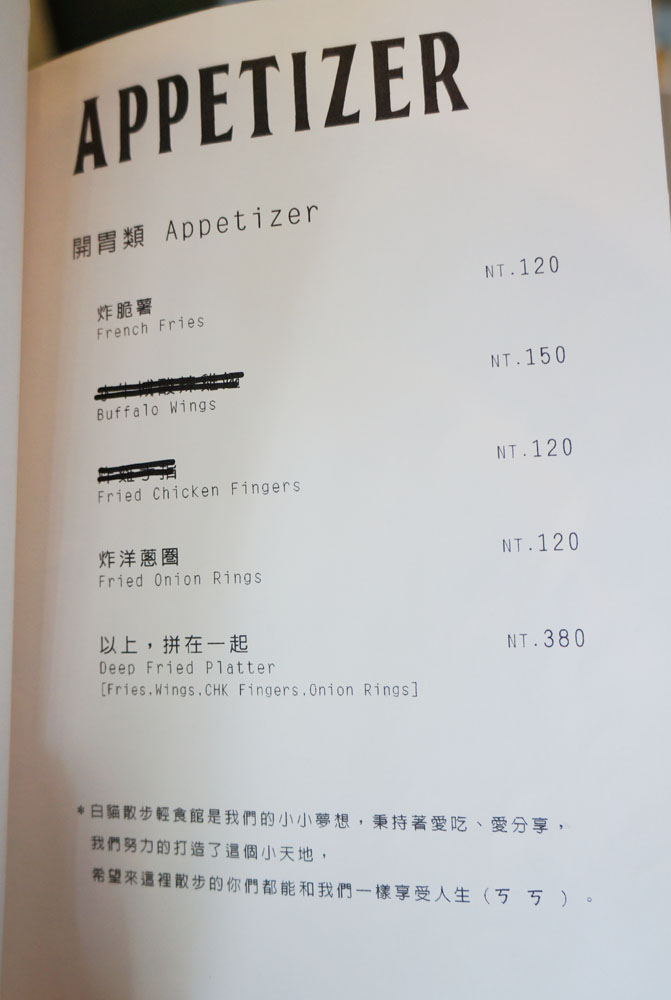 APPETIZER
開胃類 Appetizer
炸脆薯 NT.120
French Fries
NT.150
Buffalo Wings
NT.120
Fried Chicken Fingers
炸洋蔥圈 NT.120
Fried Onion Rings
以上，拼在一起 NT.380
Deep Fried Platter
[Fries.Wings.CHK Fingers.Onion Rings]
*白貓散步輕食館是我們的小小夢想，秉持著愛吃、愛分享，
我們努力的打造了這個小天地，
希望來這裡散步的你們都能和我們一樣享受人生（ㄎ ㄎ ）。